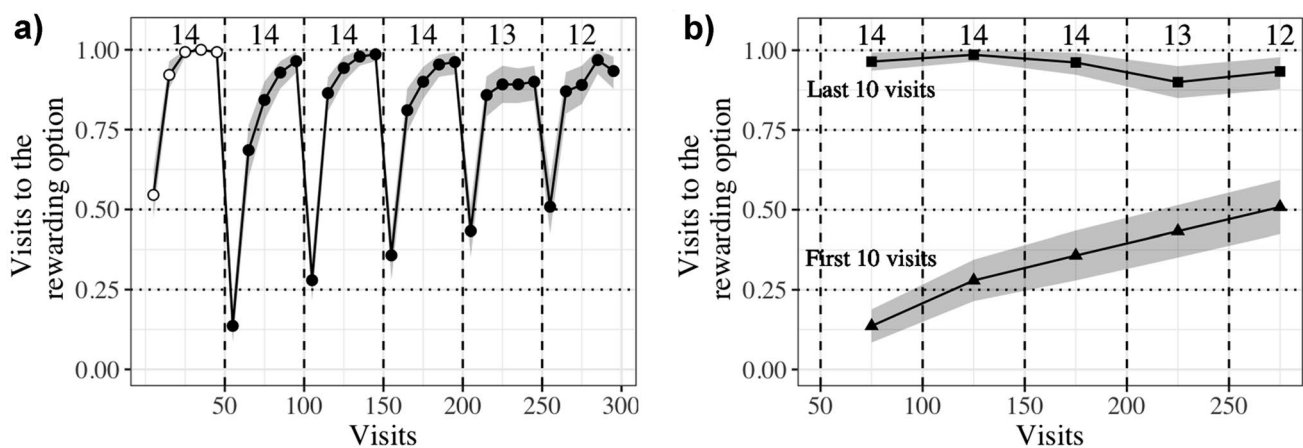 a)
14 14 14 14 13 12
1.00
0.75
0.50
0.25
0.00
Visits to the
rewarding option
50 100 150 200 250 300
Visits
b)
14 14 14 13 12
1.00
0.75
0.50
0.25
0.00
Visits to the
rewarding option
Last 10 visits
First 10 visits
50 100 150 200 250
Visits